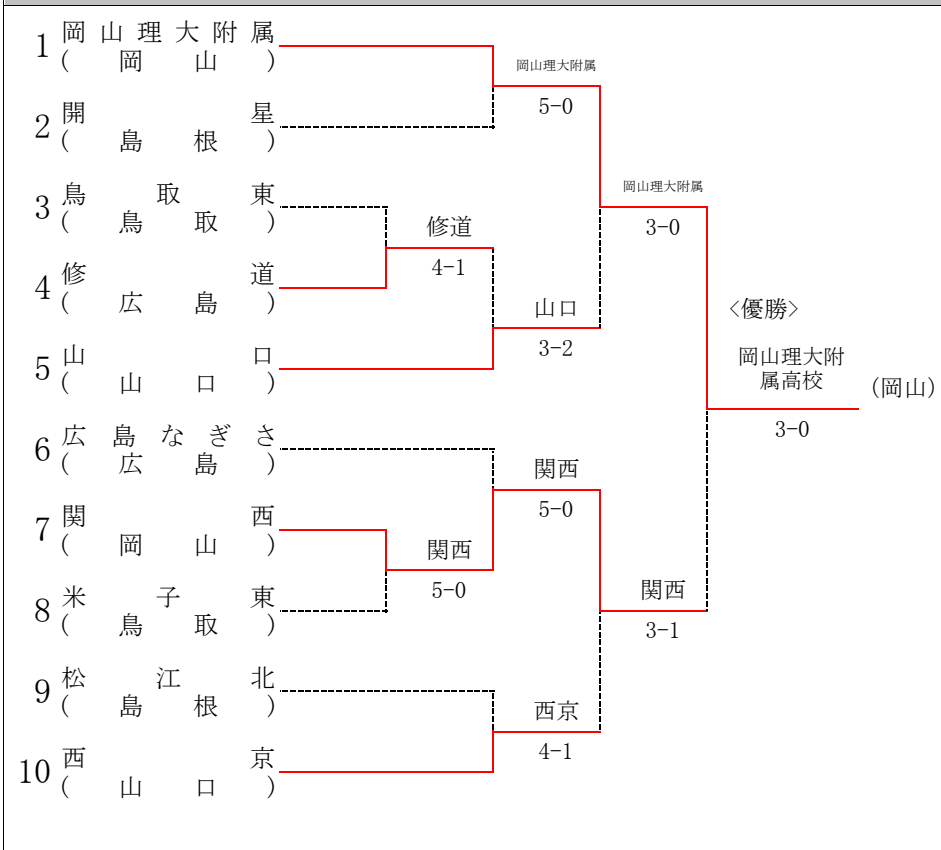 1 岡山理大附属
(岡山)
岡山理大附属
5-0
2 開星
(島根)
3 鳥取東
(鳥取)
岡山理大附属
3-0
修道
4-1
4 修道
(広島)
山口
3-2
<優勝>
5 山口
(山口)
岡山理大附
属高校
(岡山)
3-0
6 広島なぎさ
(広島)
関西
5-0
7 関西
(岡山)
関西
5-0
8 米子東
(鳥取)
関西
3-1
9 松江北
(島根)
西京
4-1
10 西京
(山口)